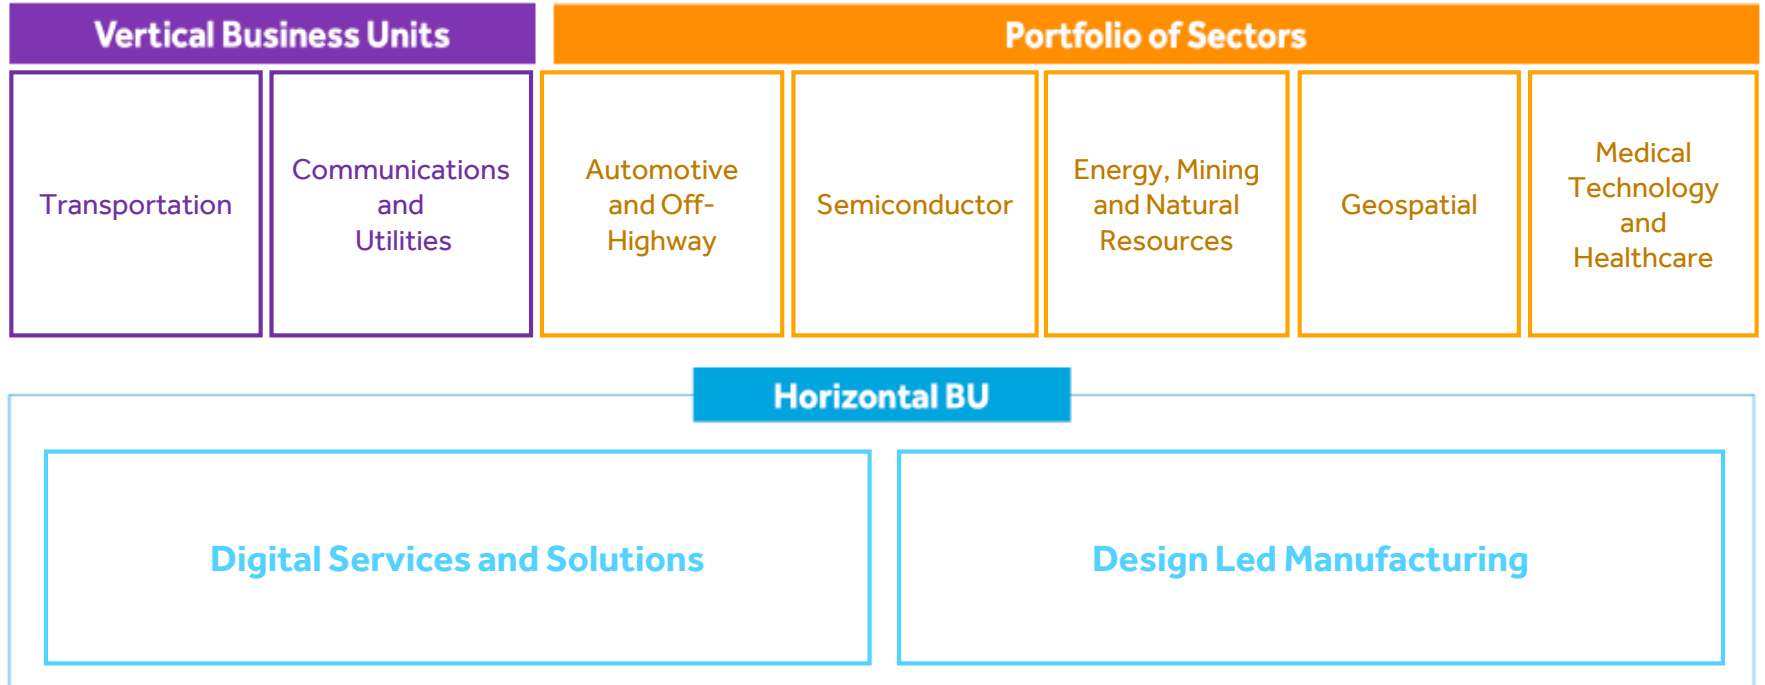 Vertical Business Units
Portfolio of Sectors
Transportation
Communications
and
Utilities
Automotive
and Off-
Highway
Semiconductor
Energy, Mining
and Natural
Resources
Geospatial
Medical
Technology
and
Healthcare
Horizontal BU
Digital Services and Solutions
Design Led Manufacturing